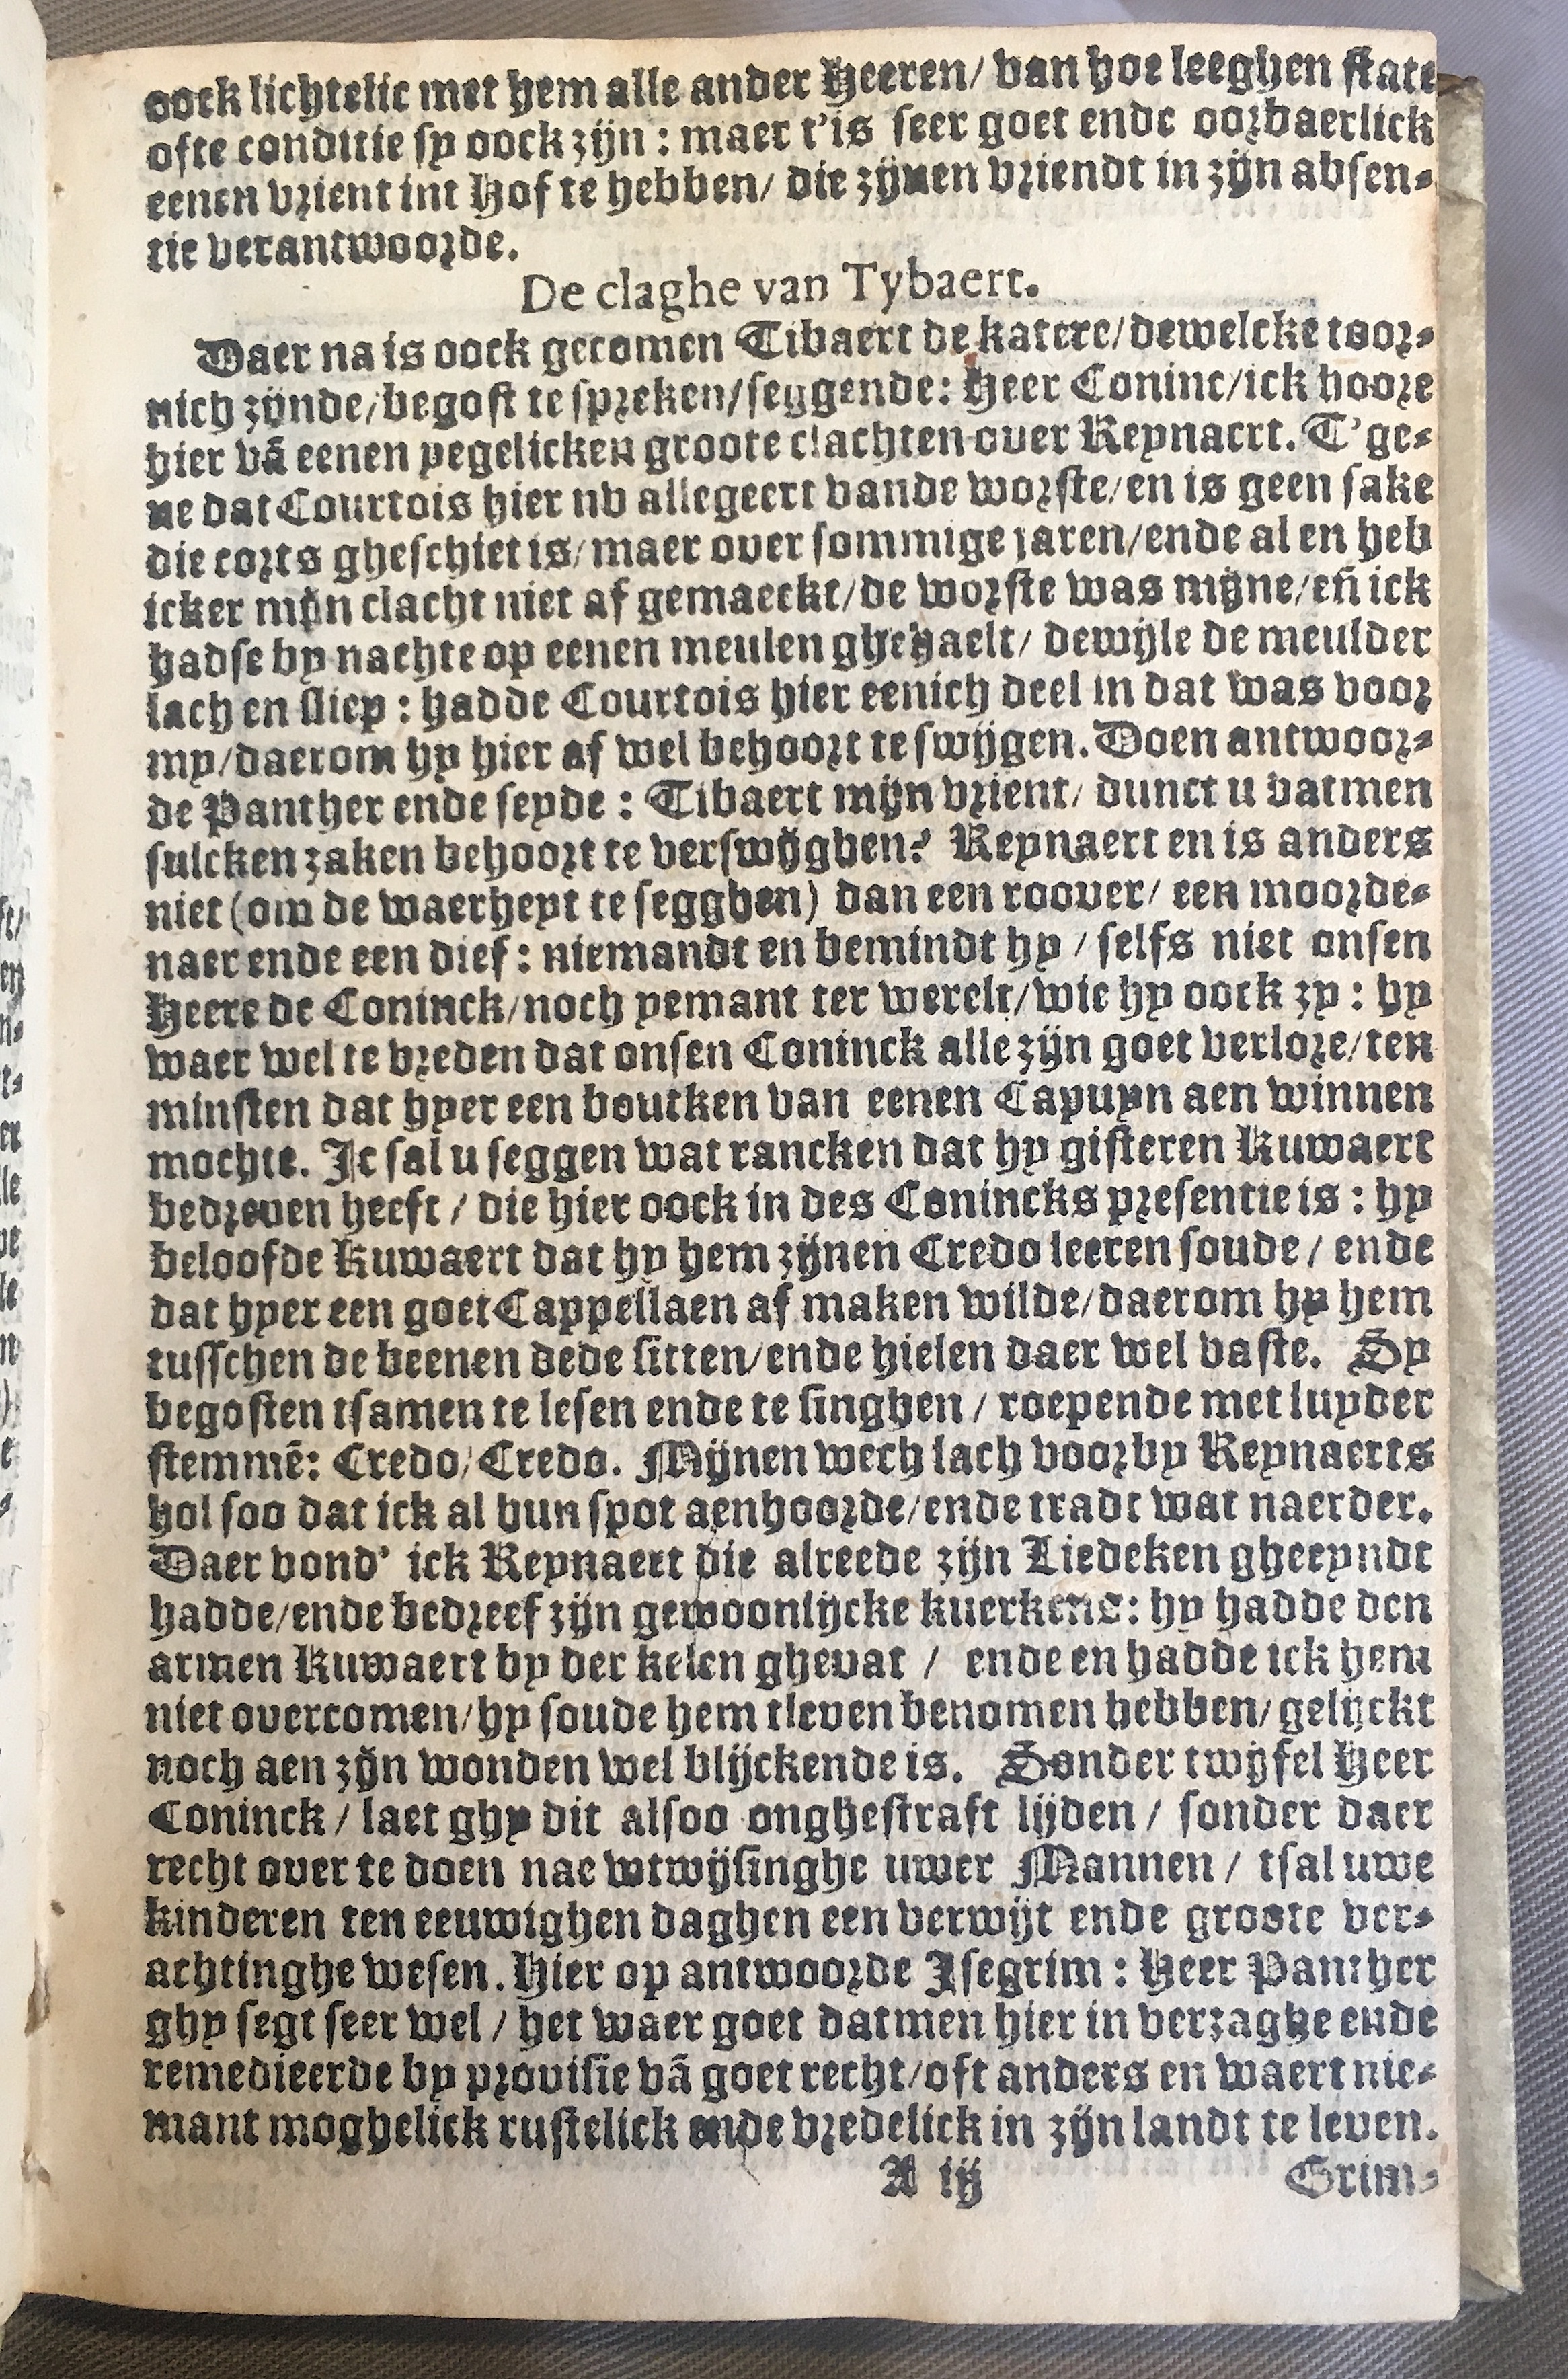 oock lichtelic met hem alle ander Heeren/ van hoe leeghen state
ofte conditie sy oock zijn : maer t'is seer goet ende oorbaerlick
eenen vrient int Hof te hebben/ die zijnen vriendt in zijn absen-
tie verantwoorde.
De claghe van Tybaert.
Daer na is oock gecomen Tibaert de katere/dewelcke toor-
nich zijnde/begost te spreken/seggende: Heer Coninc/ick hoore
hier vã eenen yegelicken groote clachten over Reynaert. T'ge-
ne dat Courtois hier nv allegeert vande worste/en is geen sake
die corts gheschiet is/maer over sommige jaren/ende al en heb
icker mijn clacht niet af gemaeckt/de worste was mijne/eñ ick
hadse by nachte op eenen meulen ghehaelt/ dewijle de meulder
lach en sliep : hadde Courtois hier eenich deel in dat was voor
my/daerom hy hier af wel behoort te swijgen. Doen antwoor-
de Panther ende seyde : Tibaert mijn vrient/ dunct u datmen
sulcken zaken behoort te verswijghen? Reynaert en is anders
niet (om de waerheyt te segghen) dan een roover/ een moorde-
naer ende een dief : niemandt en bemindt hy / selfs niet onsen
Heere de Coninck/noch yemant ter werelt/wie hy oock zy : hy
waer wel te vreden dat onsen Coninck alle zijn goet verlore/ten
minsten dat hyer een boutken van eenen Capuyn aen winnen
mochte. Ic sal u seggen wat rancken dat hy gisteren Kuwaert
bedreven heeft / die hier oock in des Conincks presentie is : hy
beloofde Kuwaert dat hy hem zijnen Credo leeren soude / ende
dat hyer een goet Cappellaen af maken wilde/daerom hy hem
tusschen de beenen dede sitten/ende hielen daer wel vaste. Sy
begosten tsamen te lesen ende te singhen / roepende met luyder
stemmē: Credo/Credo. Mijnen wech lach voorby Reynaerts
hol soo dat ick al hun spot aenhoorde/ende tradt wat naerder.
Daer vond' ick Reynaert die alreede zijn Liedeken gheeyndt
hadde/ende bedreef zijn gewoonlijcke kuerkens: hy hadde den
armen Kuwaert by der kelen ghevat / ende en hadde ick hem
niet overcomen/hy soude hem tleven benomen hebben/gelijckt
noch aen zijn wonden wel blijckende is. Sonder twijfel Heer
Coninck / laet ghy dit alsoo onghestraft lijden / sonder daer
recht over te doen nae wtwijsinghe uwer Mannen / tsal uwe
kinderen ten eeuwighen daghen een verwijt ende groote ver-
achtinghe wesen. Hier op antwoorde Isegrim : Heer Panther
ghy segt seer wel / het waer goet datmen hier in verzaghe ende
remedieerde by provisie vã goet recht/oft anders en waert nie-
mant moghelick rustelick ende vredelick in zijn landt te leven.
A ij Grim-